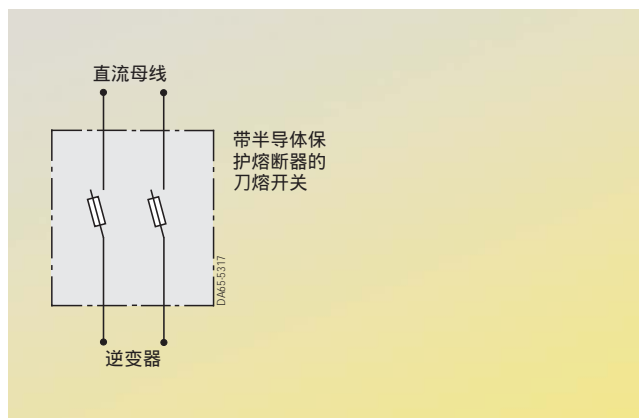 直流母线
带半导体保
护熔断器的
刀熔开关
DA65-5317
逆变器